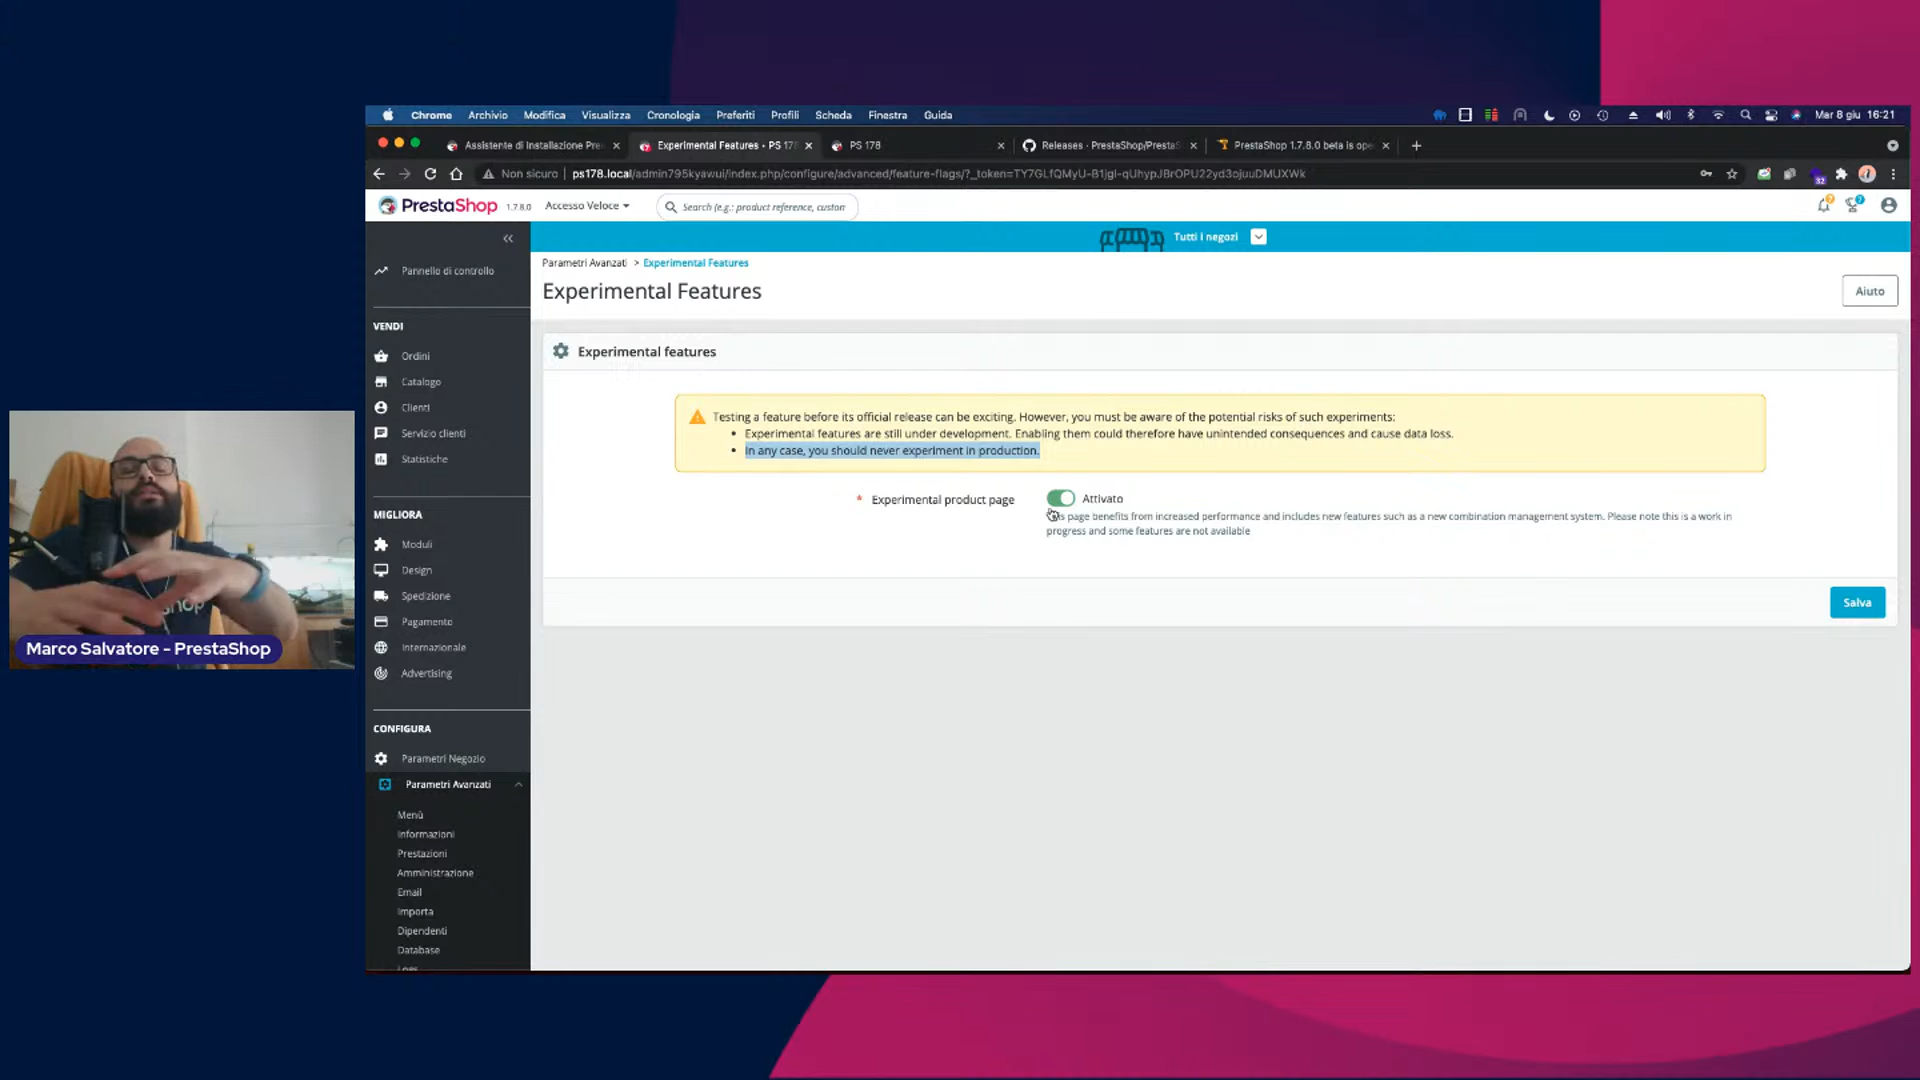 Chrome Archivio Modifica Visualizza Cronologia Preferiti Profili Scheda Finestra Guida Mar 8 giu 16:21
Assistente di Installazione Pre Experimental Features • PS 178 PS 178 Releases · PrestaShop/Presta PrestaShop 1.7.8.0 beta is ope
Non sicuro ps178.local/admin795kyawui/index.php/configure/advanced/feature-flags/?_token=
PrestaShop 1.7.8.0 Accesso Veloce Search (e.g.: product reference, custom
Tutti i negozi
Parametri Avanzati > Experimental Features
Experimental Features
Aiuto
Pannello di controllo
VENDI
Ordini
Catalogo
Clienti
Servizio clienti
Statistiche
MIGLIORA
Moduli
Design
Spedizione
Pagamento
Internazionale
Advertising
CONFIGURA
Parametri Negozio
Parametri Avanzati
Menù
Informazioni
Prestazioni
Amministrazione
Email
Importa
Dipendenti
Database
Experimental features
Testing a feature before its official release can be exciting. However, you must be aware of the potential risks of such experiments:
• Experimental features are still under development. Enabling them could therefore have unintended consequences and cause data loss.
• In any case, you should never experiment in production.
* Experimental product page Attivato
page benefits from increased performance and includes new features such as a new combination management system. Please note this is a work in
progress and some features are not available
Salva
Marco Salvatore - PrestaShop